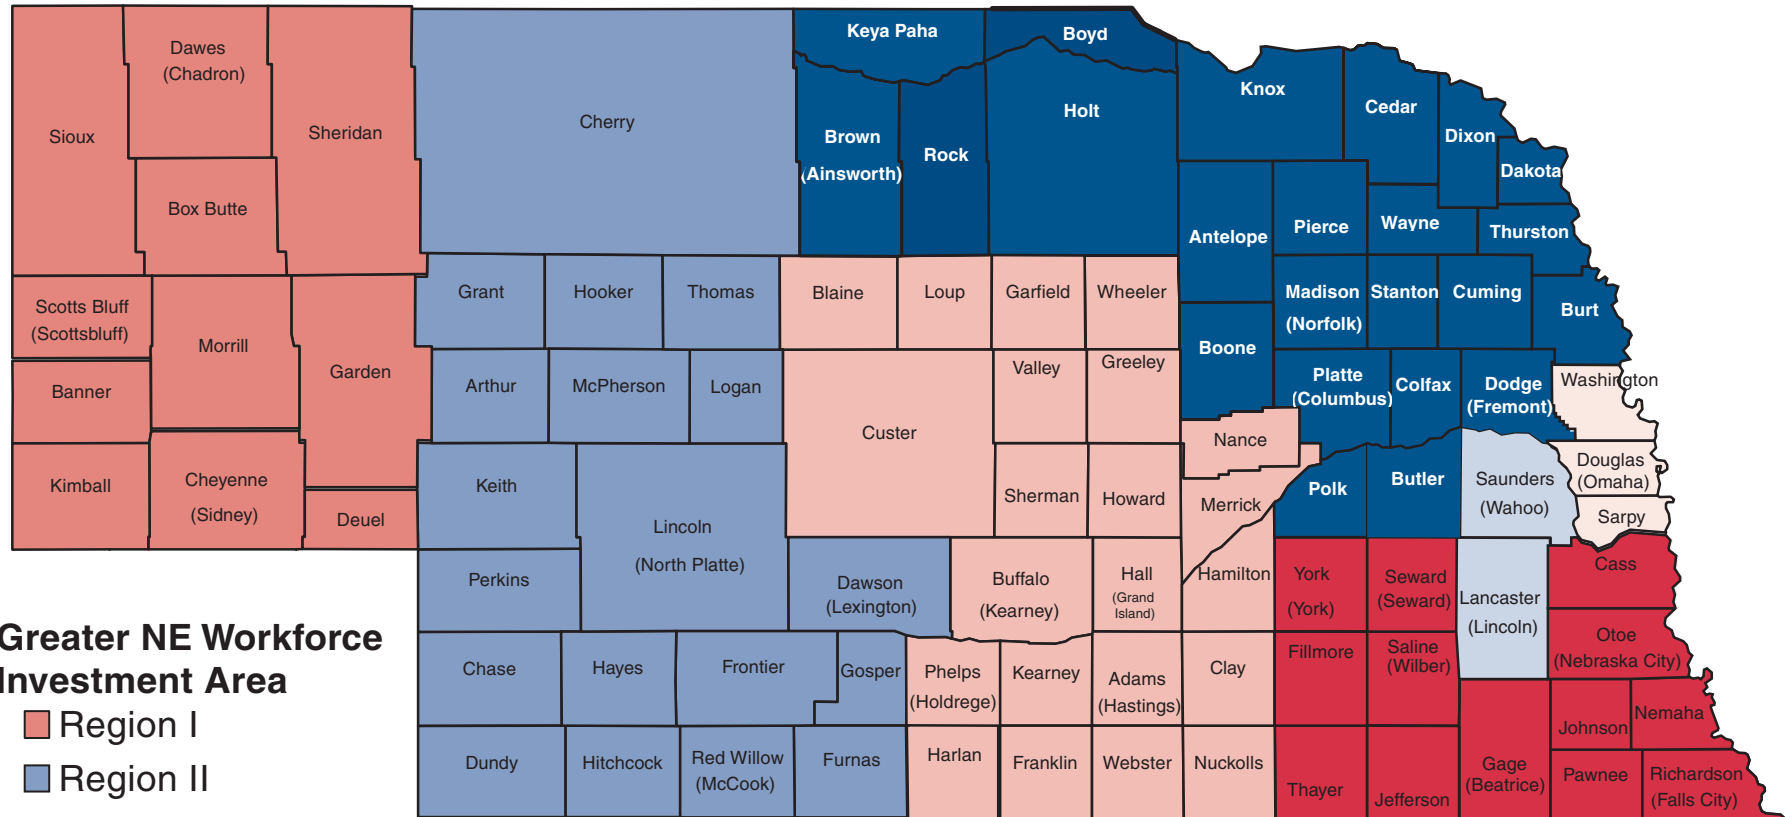 Keya Paha
Boyd
Dawes
(Chadron)
Knox
Cedar
Holt
Cherry
Sioux
Sheridan
Brown
(Ainsworth)
Rock
Dixon
Dakota
Box Butte
Antelope
Pierce
Wayne
Thurston
Scotts Bluff
(Scottsbluff)
Grant
Hooker
Thomas
Blaine
Loup
Garfield
Wheeler
Madison
(Norfolk)
Stanton
Cuming
Burt
Morrill
Garden
Boone
Banner
Arthur
McPherson
Logan
Custer
Valley
Greeley
Platte
(Columbus)
Colfax
Dodge
(Fremont)
Washington
Nance
Kimball
Cheyenne
(Sidney)
Deuel
Keith
Lincoln
(North Platte)
Sherman
Howard
Merrick
Polk
Butler
Saunders
(Wahoo)
Douglas
(Omaha)
Sarpy
Perkins
Dawson
(Lexington)
Buffalo
(Kearney)
Hall
(Grand
Island)
Hamilton
York
(York)
Seward
(Seward)
Lancaster
(Lincoln)
Cass
Otoe
(Nebraska City)
Greater NE Workforce
Investment Area
Region I
Region II
Chase
Hayes
Frontier
Gosper
Phelps
(Holdrege)
Kearney
Adams
(Hastings)
Clay
Fillmore
Saline
(Wilber)
Johnson
Nemaha
Dundy
Hitchcock
Red Willow
(McCook)
Furnas
Harlan
Franklin
Webster
Nuckolls
Thayer
Jefferson
Gage
(Beatrice)
Pawnee
Richardson
(Falls City)